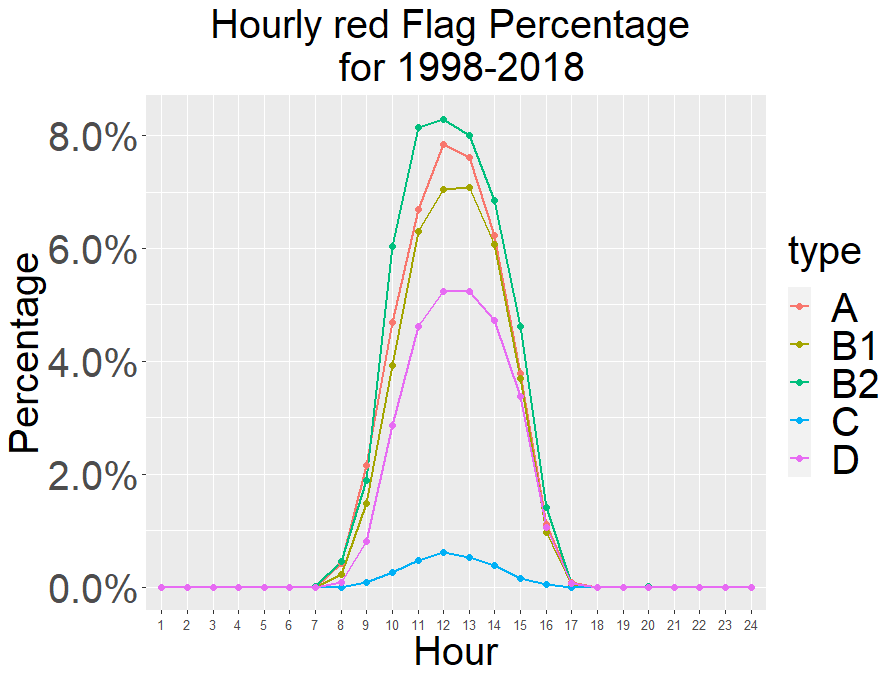 Hourly red Flag Percentage
for 1998-2018
Percentage
8.0%
6.0%
4.0%
2.0%
0.0%
1 2 3 4 5 6 7 8 9 10 11 12 13 14 15 16 17 18 19 20 21 22 23 24
Hour
type
A
B1
B2
C
D